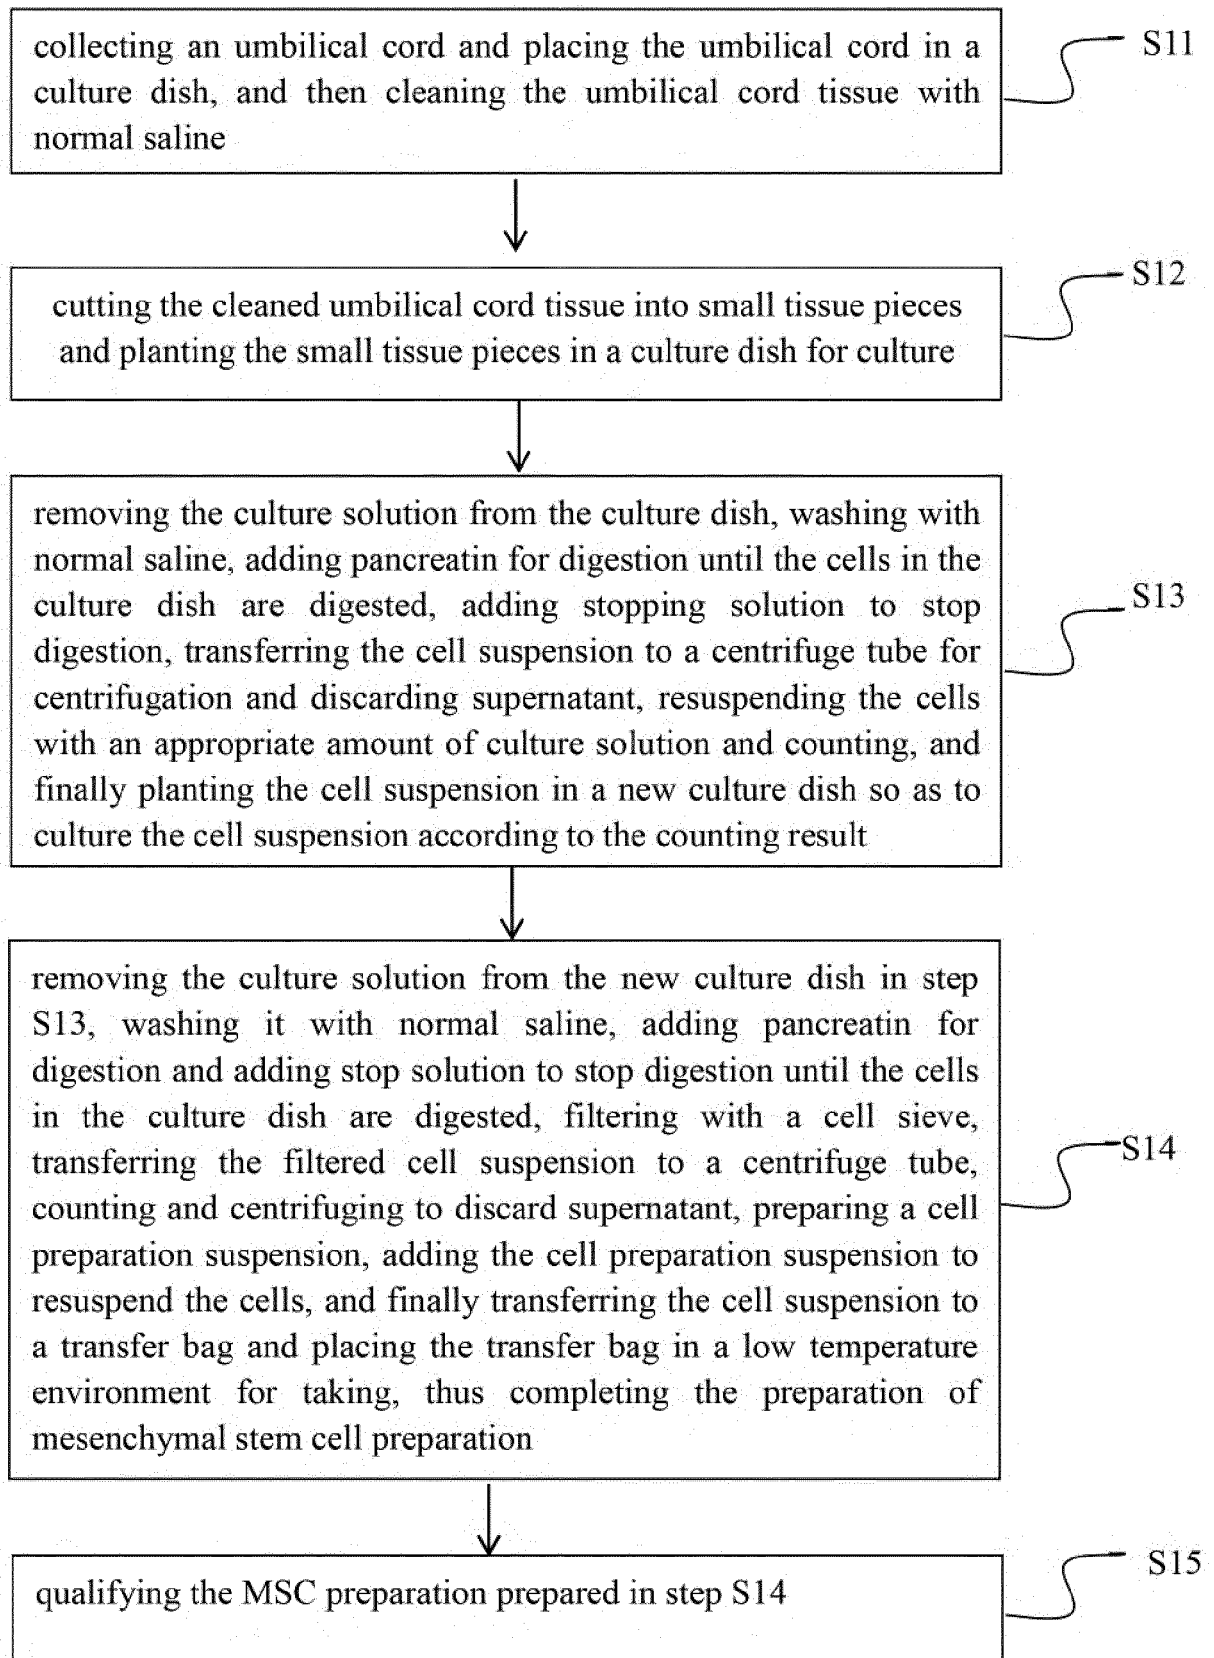 collecting an umbilical cord and placing the umbilical cord in a
culture dish, and then cleaning the umbilical cord tissue with
normal saline
S11
cutting the cleaned umbilical cord tissue into small tissue pieces
and planting the small tissue pieces in a culture dish for culture
S12
removing the culture solution from the culture dish, washing with
normal saline, adding pancreatin for digestion until the cells in the
culture dish are digested, adding stopping solution to stop
digestion, transferring the cell suspension to a centrifuge tube for
centrifugation and discarding supernatant, resuspending the cells
with an appropriate amount of culture solution and counting, and
finally planting the cell suspension in a new culture dish so as to
culture the cell suspension according to the counting result
S13
removing the culture solution from the new culture dish in step
S13, washing it with normal saline, adding pancreatin for
digestion and adding stop solution to stop digestion until the cells
in the culture dish are digested, filtering with a cell sieve,
transferring the filtered cell suspension to a centrifuge tube,
counting and centrifuging to discard supernatant, preparing a cell
preparation suspension, adding the cell preparation suspension to
resuspend the cells, and finally transferring the cell suspension to
a transfer bag and placing the transfer bag in a low temperature
environment for taking, thus completing the preparation of
mesenchymal stem cell preparation
S14
qualifying the MSC preparation prepared in step S14
S15